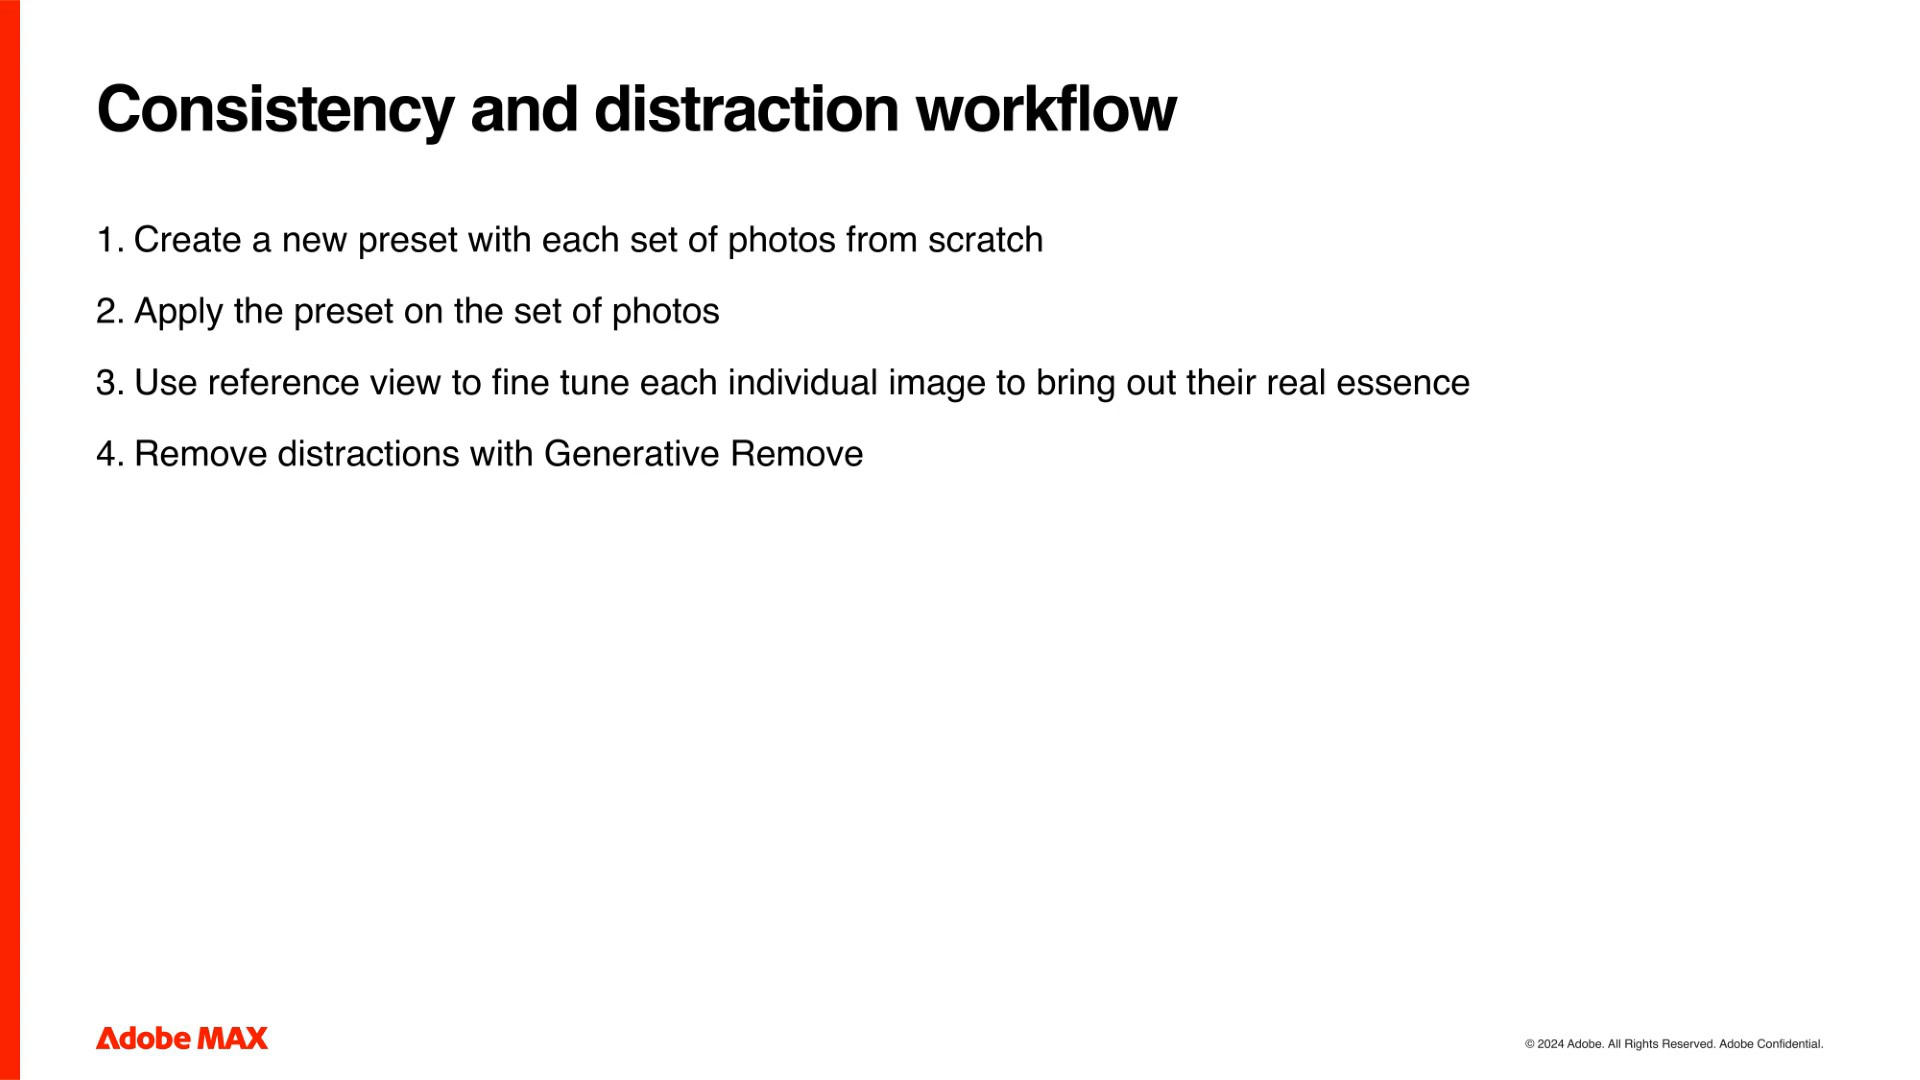 Consistency and distraction workflow
1. Create a new preset with each set of photos from scratch
2. Apply the preset on the set of photos
3. Use reference view to fine tune each individual image to bring out their real essence
4. Remove distractions with Generative Remove
Adobe MAX
© 2024 Adobe. All Rights Reserved. Adobe Confidential.